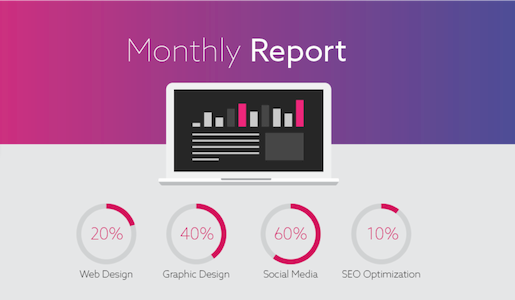 Monthly Report
20%
40%
60%
10%
Web Design
Graphic Design
Social Media
SEO Optimization